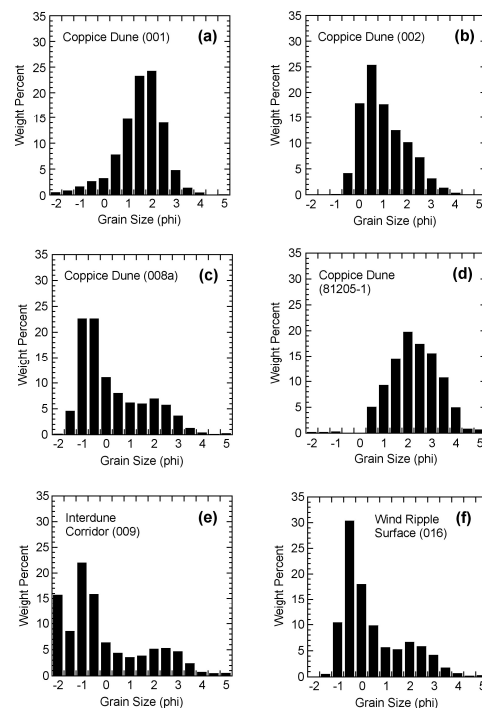 35
30
25
20
15
10
5
0
Weight Percent
Coppice Dune (001)
(a)
-2 -1 0 1 2 3 4 5
Grain Size (phi)
35
30
25
20
15
10
5
0
Weight Percent
Coppice Dune (002)
(b)
-2 -1 0 1 2 3 4 5
Grain Size (phi)
35
30
25
20
15
10
5
0
Weight Percent
Coppice Dune (008a)
(c)
-2 -1 0 1 2 3 4 5
Grain Size (phi)
35
30
25
20
15
10
5
0
Weight Percent
Coppice Dune
(81205-1)
(d)
-2 -1 0 1 2 3 4 5
Grain Size (phi)
35
30
25
20
15
10
5
0
Weight Percent
Interdune
Corridor (009)
(e)
-2 -1 0 1 2 3 4 5
Grain Size (phi)
35
30
25
20
15
10
5
0
Weight Percent
Wind Ripple
Surface (016)
(f)
-2 -1 0 1 2 3 4 5
Grain Size (phi)